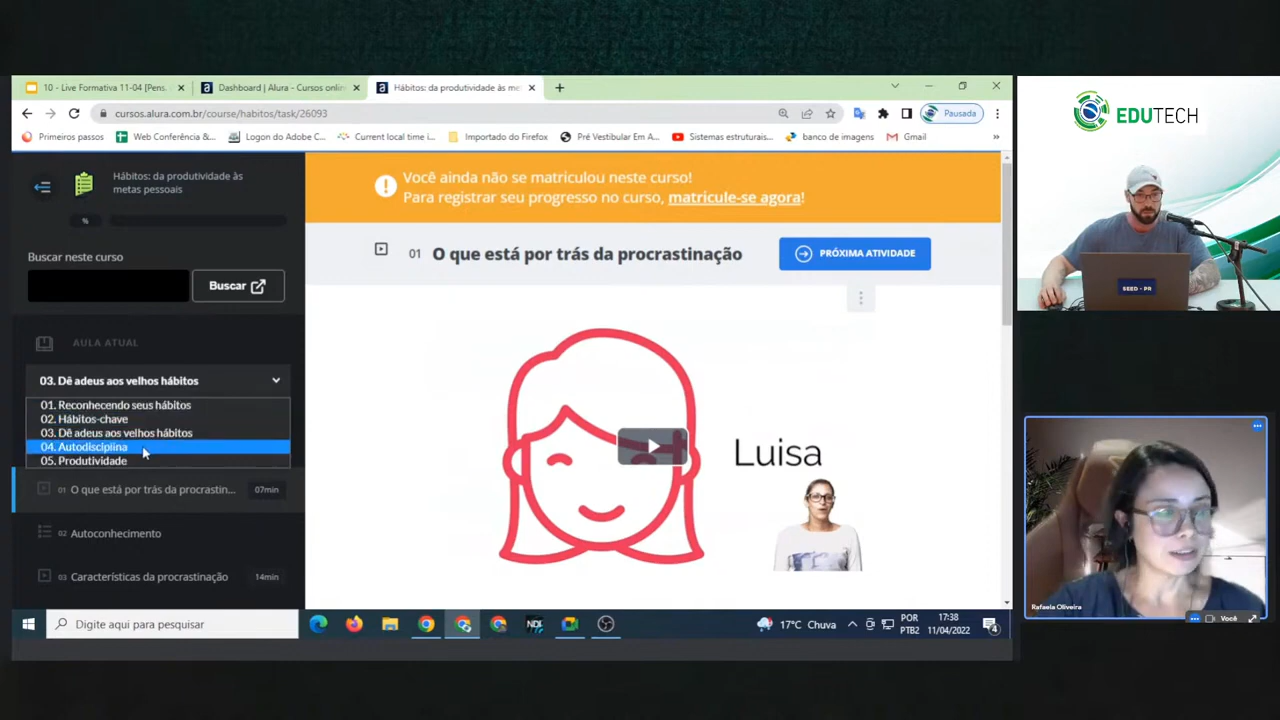 10 - Live Formativa 11-04 [Pens.
Dashboard | Alura - Cursos onlin
Hábitos: da produtividade às me
cursos.alura.com.br/course/habitos/task/26093
Pausada
Primeiros passos
Web Conferência &...
Logon do Adobe C...
Current local time i...
Importado do Firefox
Pré Vestibular Em A...
Sistemas estruturais...
banco de imagens
Gmail
Hábitos: da produtividade às
metas pessoais
%
Buscar neste curso
Buscar
AULA ATUAL
03. Dê adeus aos velhos hábitos
01. Reconhecendo seus hábitos
02. Hábitos-chave
03. Dê adeus aos velhos hábitos
04. Autodisciplina
05. Produtividade
01 O que está por trás da procrastin... 07min
02 Autoconhecimento
03 Características da procrastinação 14min
Você ainda não se matriculou neste curso!
Para registrar seu progresso no curso, matricule-se agora!
01 O que está por trás da procrastinação
PRÓXIMA ATIVIDADE
Luisa
Digite aqui para pesquisar
NDI
17°C Chuva
POR
PTB2
17:38
11/04/2022
4
EDUTECH
SEED - PR
Rafaela Oliveira
Você